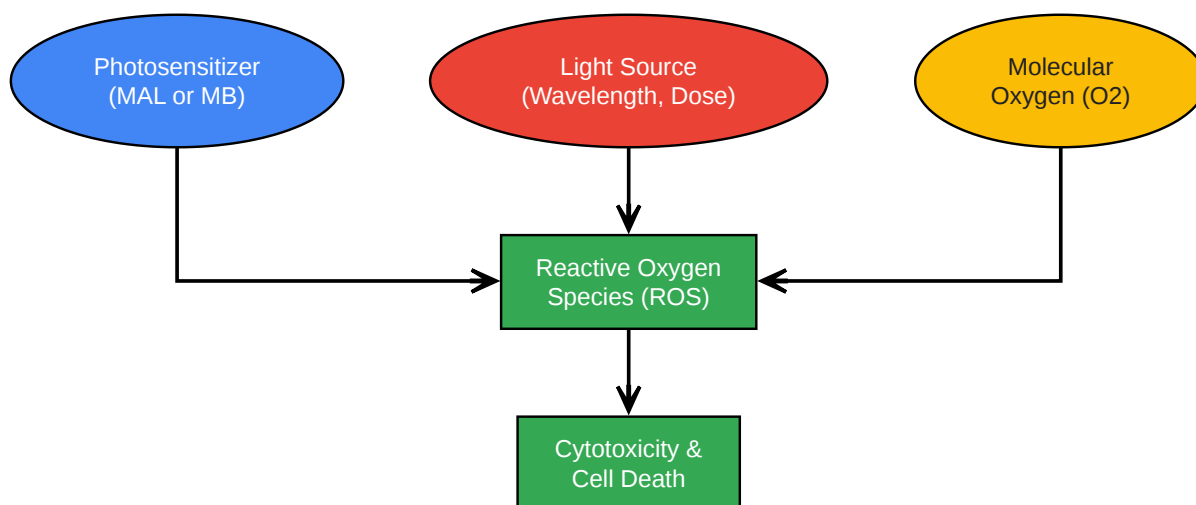 Photosensitizer
(MAL or MB)
Light Source
(Wavelength, Dose)
Molecular
Oxygen (O2)
Reactive Oxygen
Species (ROS)
Cytotoxicity &
Cell Death